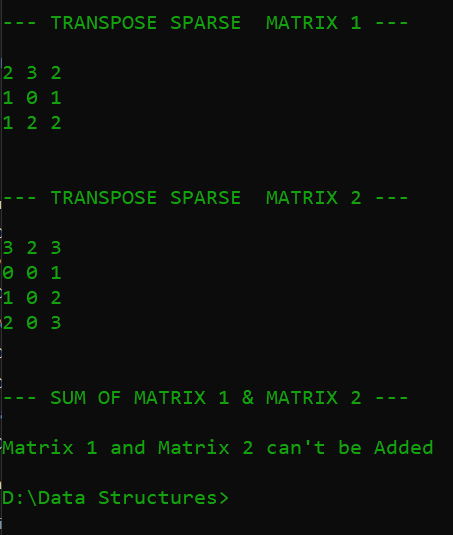 --- TRANSPOSE SPARSE  MATRIX 1 ---
2 3 2
1 0 1
1 2 2
--- TRANSPOSE SPARSE  MATRIX 2 ---
3 2 3
0 0 1
1 0 2
2 0 3
--- SUM OF MATRIX 1 & MATRIX 2 ---
Matrix 1 and Matrix 2 can't be Added
D:\Data Structures>